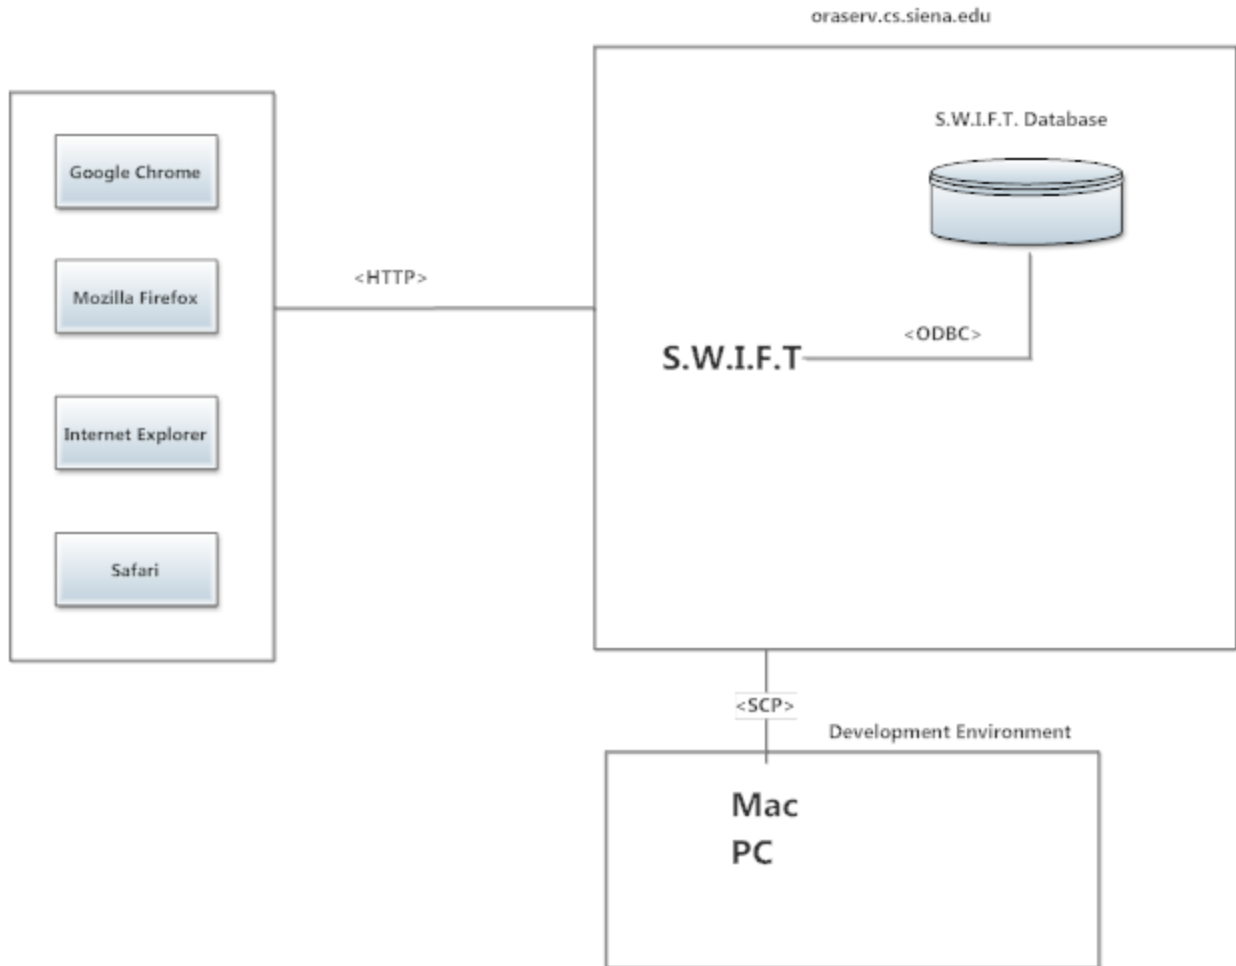 oraserv.cs.siena.edu
S.W.I.F.T. Database
Google Chrome
Mozilla Firefox
<HTTP>
<ODBC>
S.W.I.F.T
Internet Explorer
Safari
<SCP>
Development Environment
Mac
PC